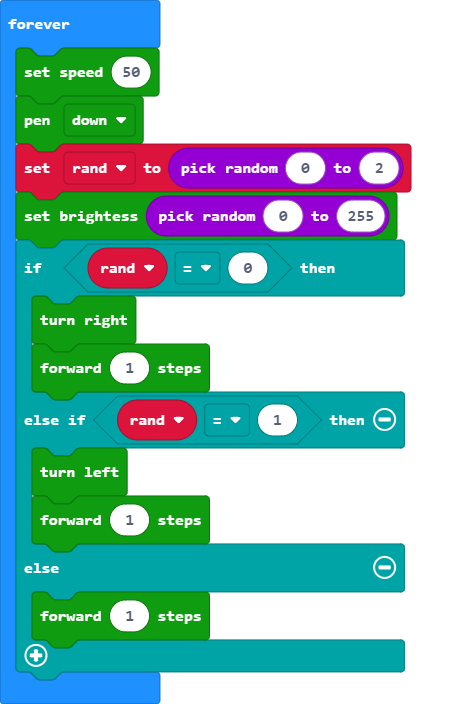 forever
set speed 50
pen down
set rand to pick random 0 to 2
set brightess pick random 0 to 255
if rand = 0 then
turn right
forward 1 steps
else if rand = 1 then
turn left
forward 1 steps
else
forward 1 steps